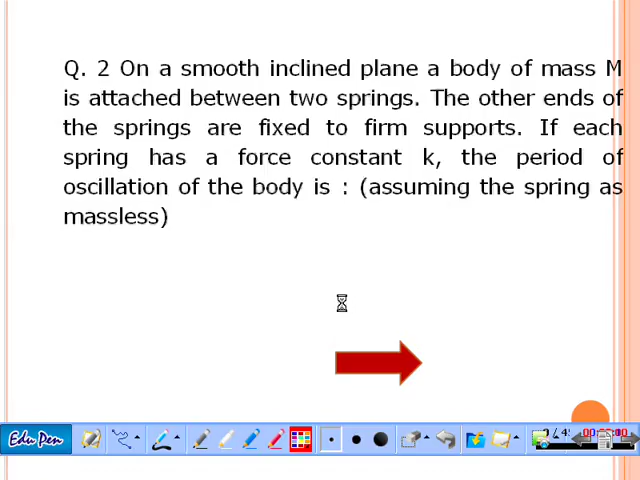 Q. 2 On a smooth inclined plane a body of mass M
is attached between two springs. The other ends of
the springs are fixed to firm supports. If each
spring has a force constant k, the period of
oscillation of the body is : (assuming the spring as
massless)
Edu Pen